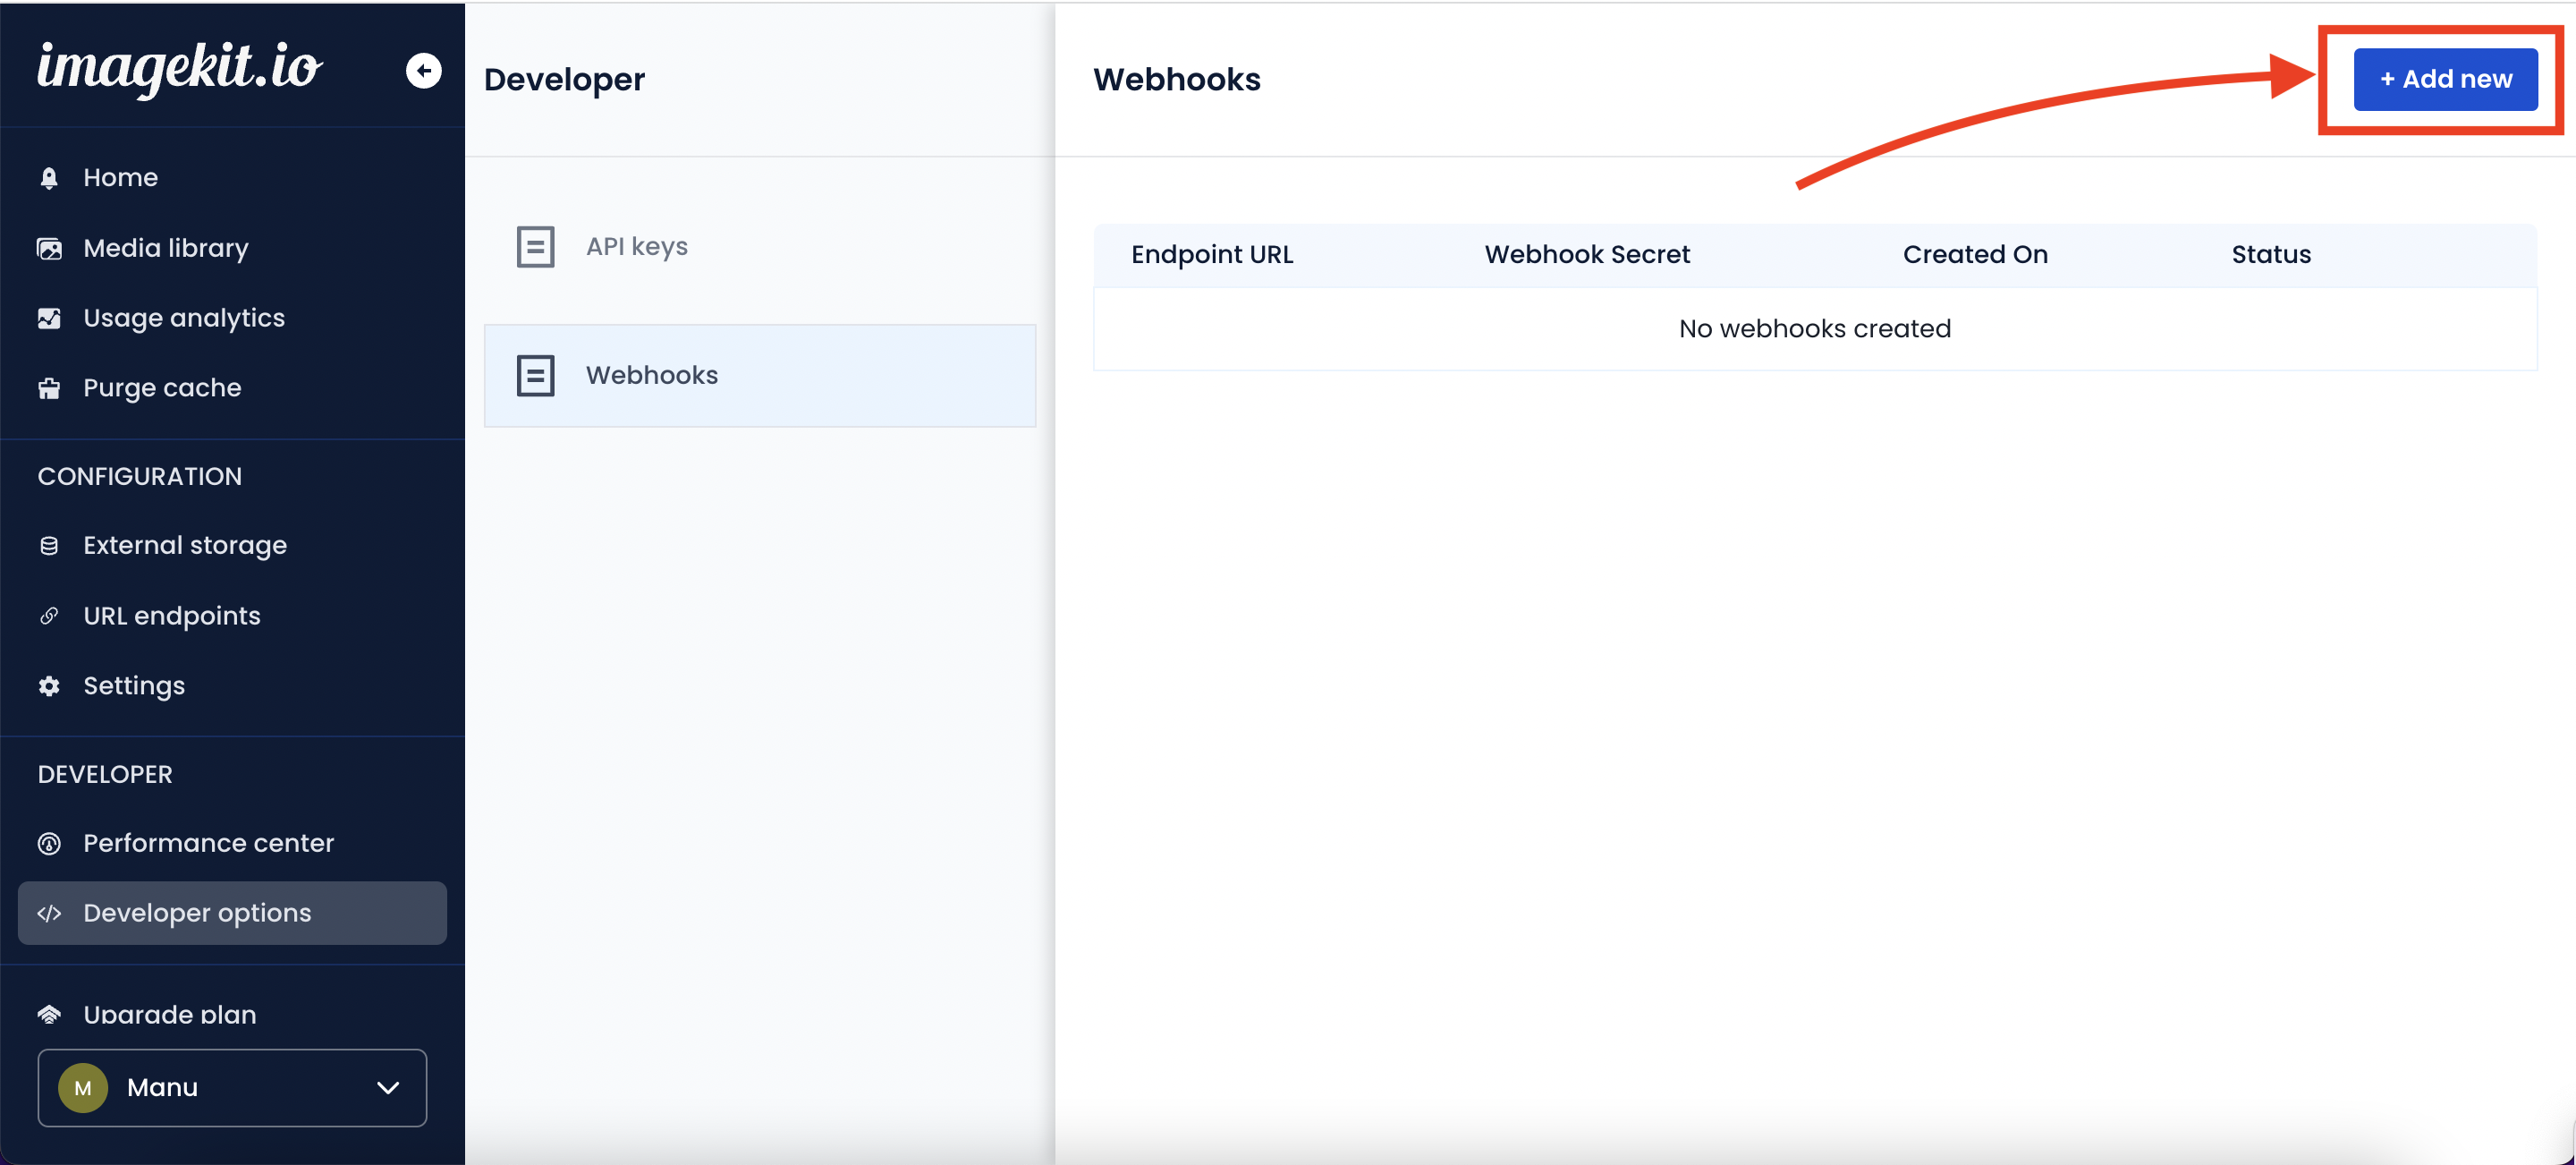 imagekit.io
Home
Media library
Usage analytics
Purge cache
CONFIGURATION
External storage
URL endpoints
Settings
DEVELOPER
Performance center
Developer options
Upgrade plan
M
Manu
Developer
API keys
Webhooks
Webhooks
+ Add new
Endpoint URL Webhook Secret Created On Status
No webhooks created